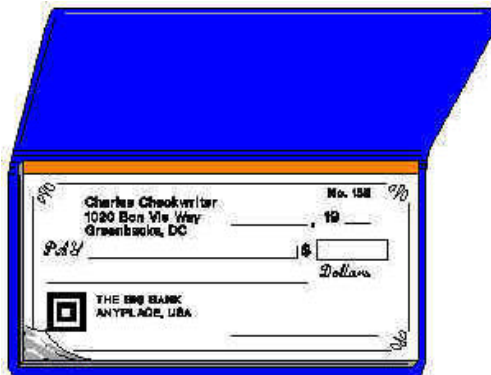 No. 158
Charles Checkwriter
1020 Bon Vie Way
Greenbacks, DC
, 19
PAY $
Dollars
THE BIG BANK
ANYPLACE, USA